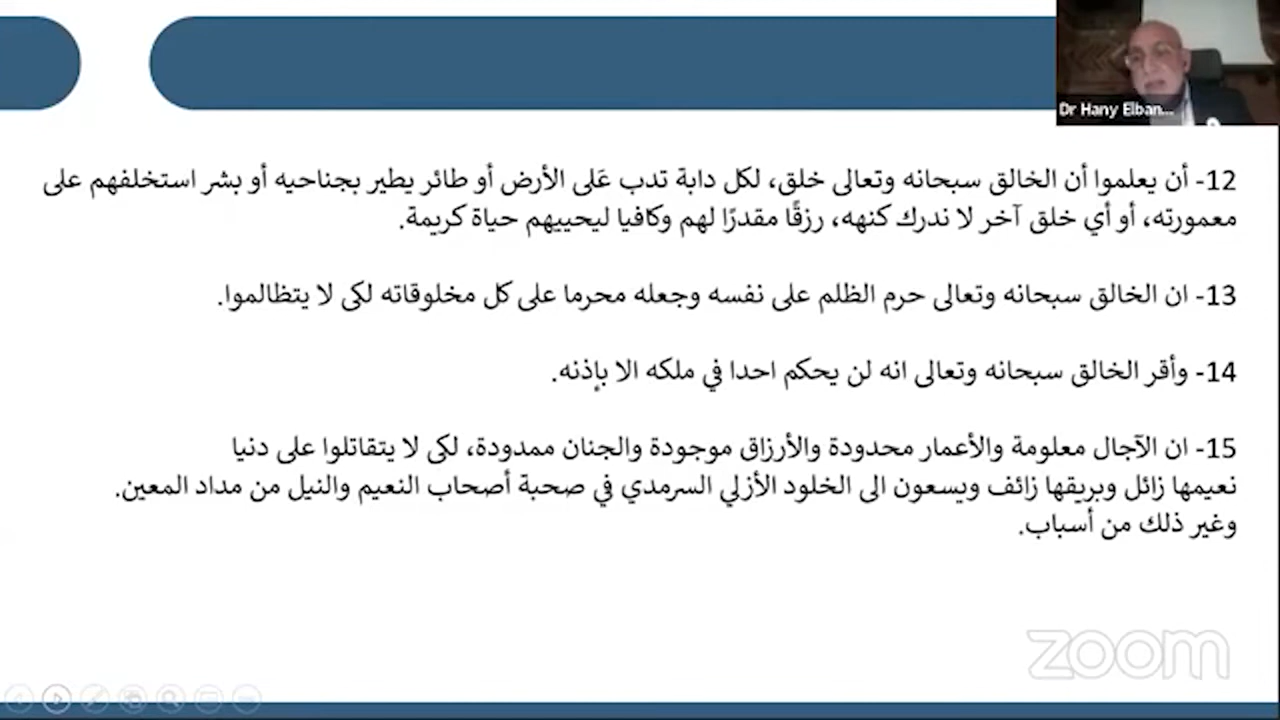 Dr Hany Elban...
12- أن يعلموا أن الخالق سبحانه وتعالى خلق، لكل دابة تدب عَلى الأرض أو طائر يطير بجناحيه أو بشر استخلفهم على
معمورته، أو أي خلق آخر لا ندرك كنهه، رزقًا مقدرًا لهم وكافيا ليحييهم حياة كريمة.
13- ان الخالق سبحانه وتعالى حرم الظلم على نفسه وجعله محرما على كل مخلوقاته لكى لا يتظالموا.
14- وأقر الخالق سبحانه وتعالى انه لن يحكم احدا في ملكه الا بإذنه.
15- ان الآجال معلومة والأعمار محدودة والأرزاق موجودة والجنان ممدودة، لكى لا يتقاتلوا على دنيا
نعيمها زائل وبريقها زائف ويسعون الى الخلود الأزلي السرمدي في صحبة أصحاب النعيم والنيل من مداد المعين.
وغير ذلك من أسباب.
zoom